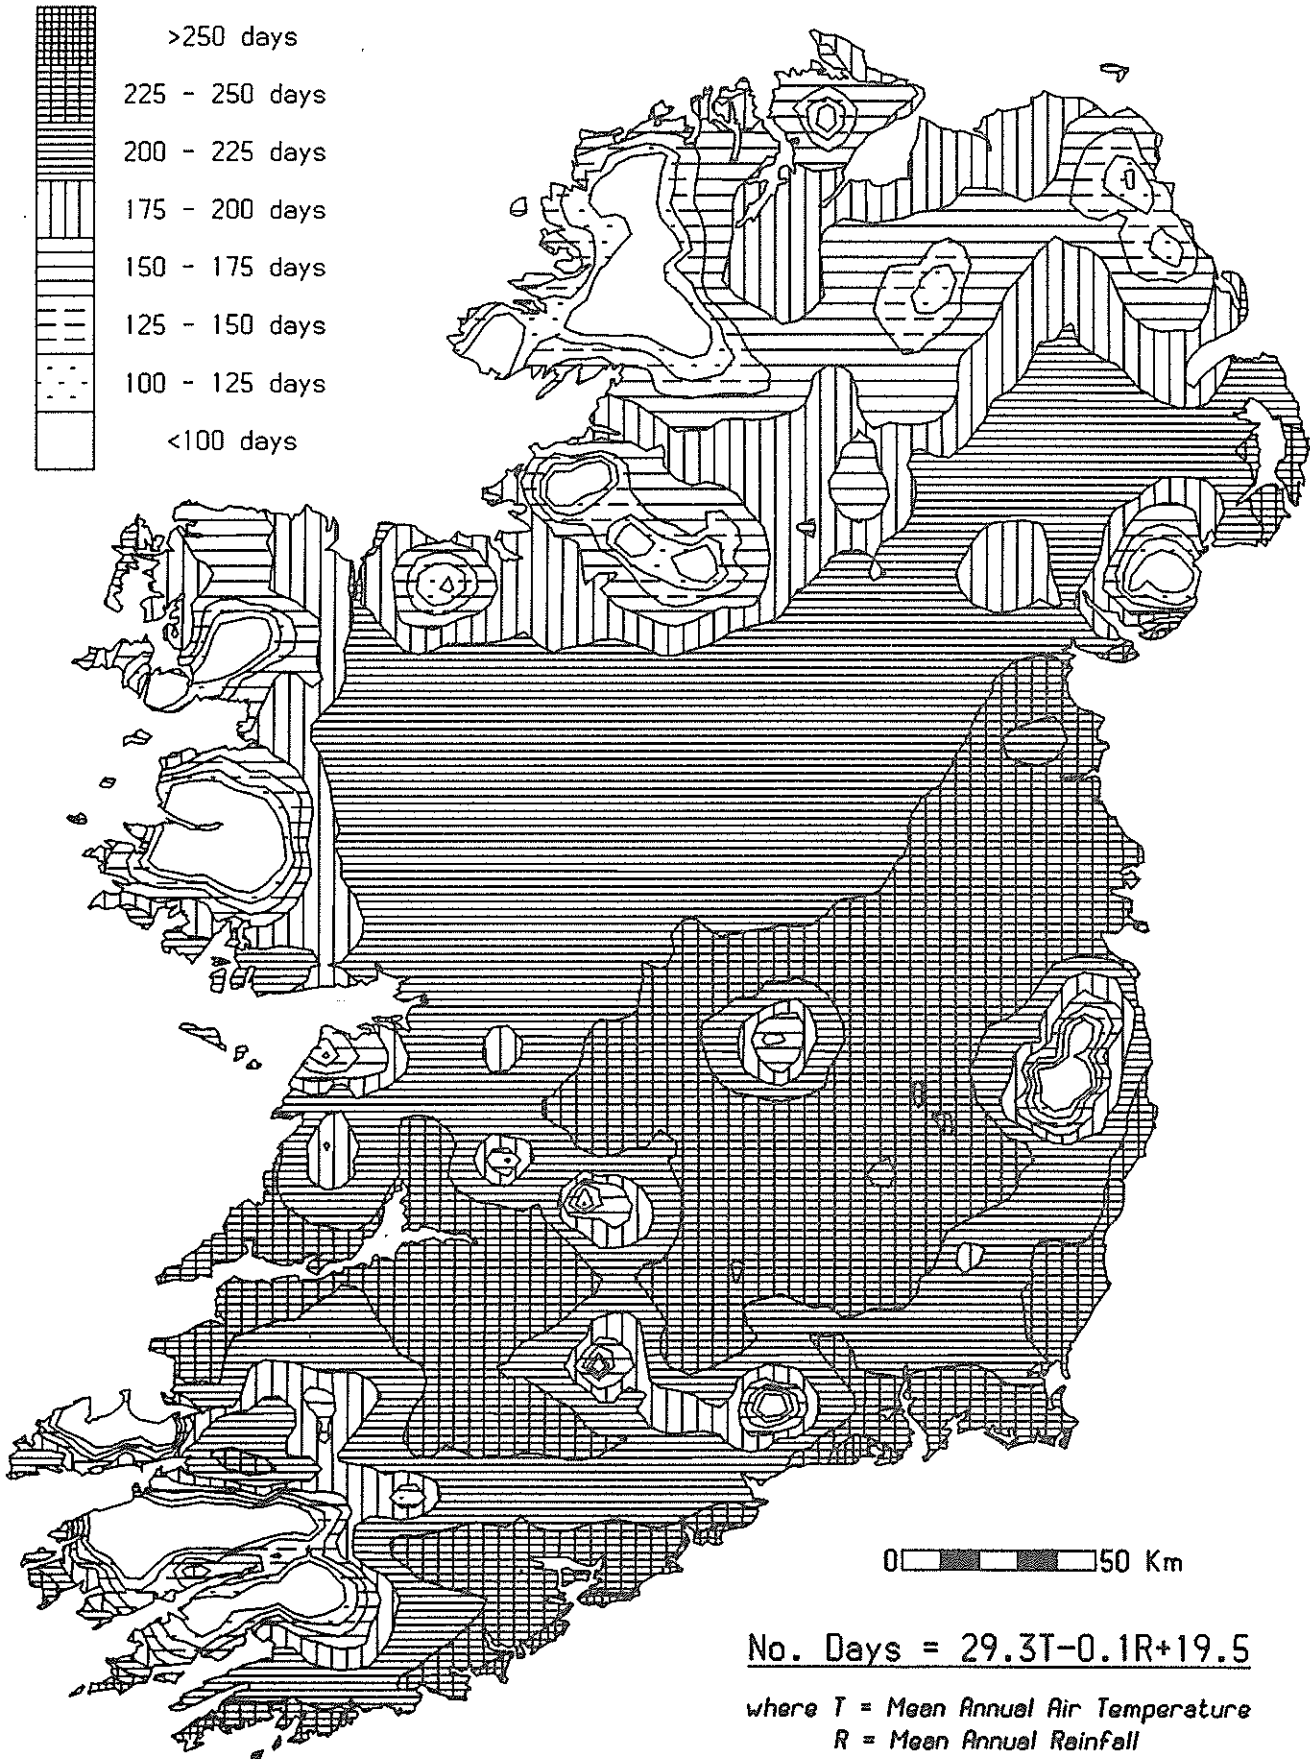 >250 days
225 - 250 days
200 - 225 days
175 - 200 days
150 - 175 days
125 - 150 days
100 - 125 days
<100 days
0 50 Km
No. Days = 29.3T-0.1R+19.5
where T = Mean Annual Air Temperature
R = Mean Annual Rainfall